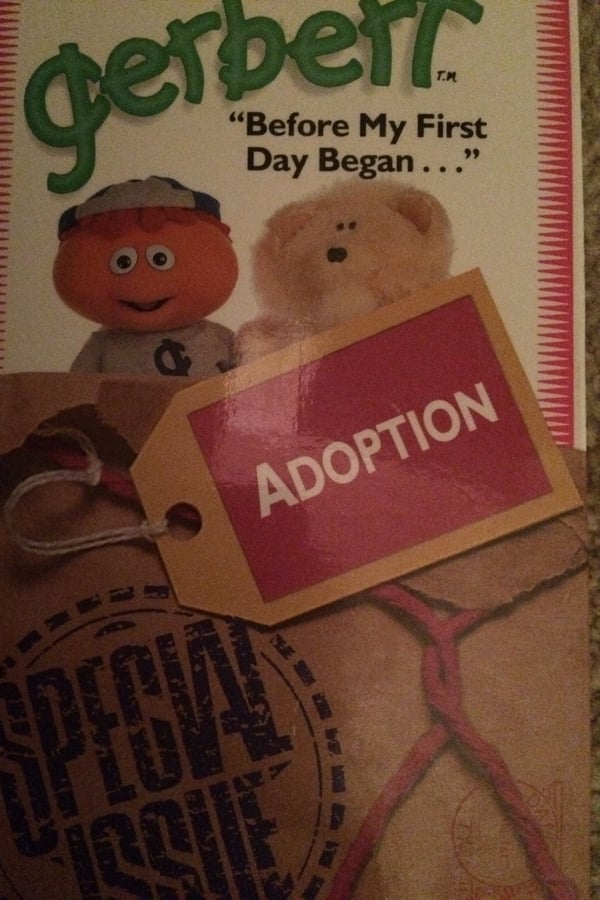 gerbert
T.M.
“Before My First
Day Began . . .”
¢
ADOPTION
SPECIAL
ISSUE